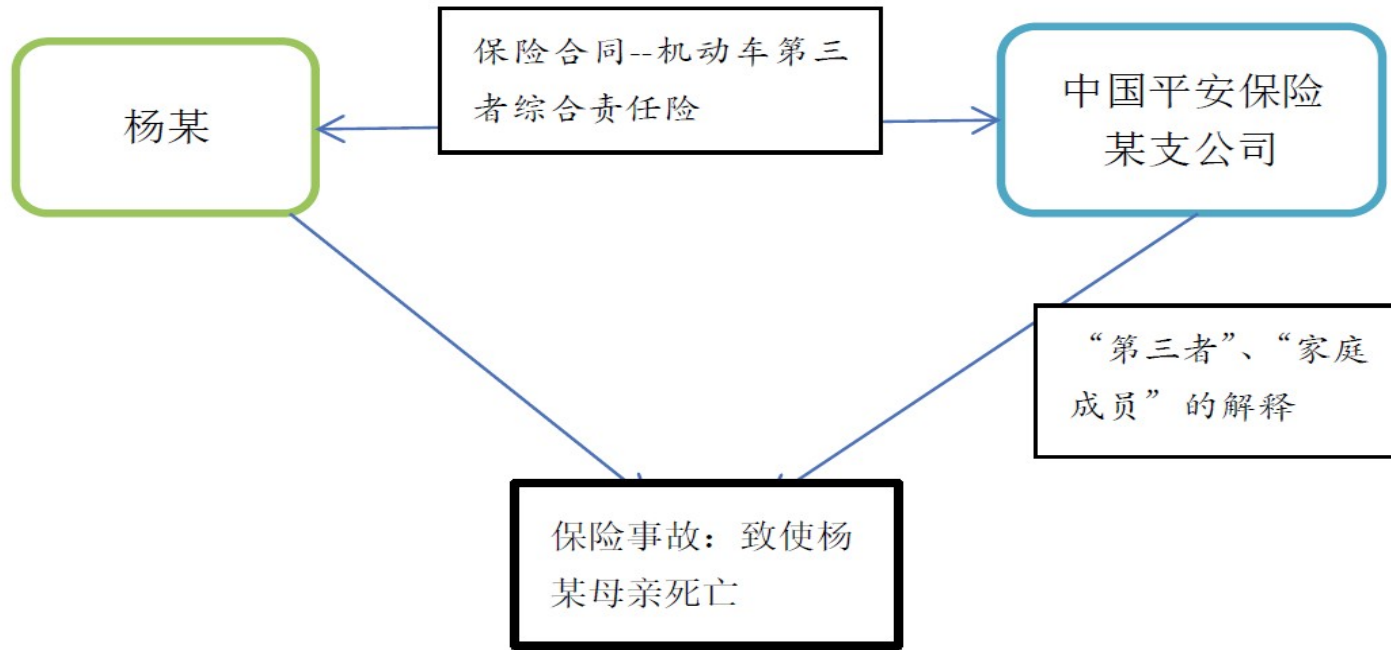 保险合同--机动车第三
者综合责任险
杨某
中国平安保险
某支公司
“第三者”、“家庭
成员”的解释
保险事故：致使杨
某母亲死亡